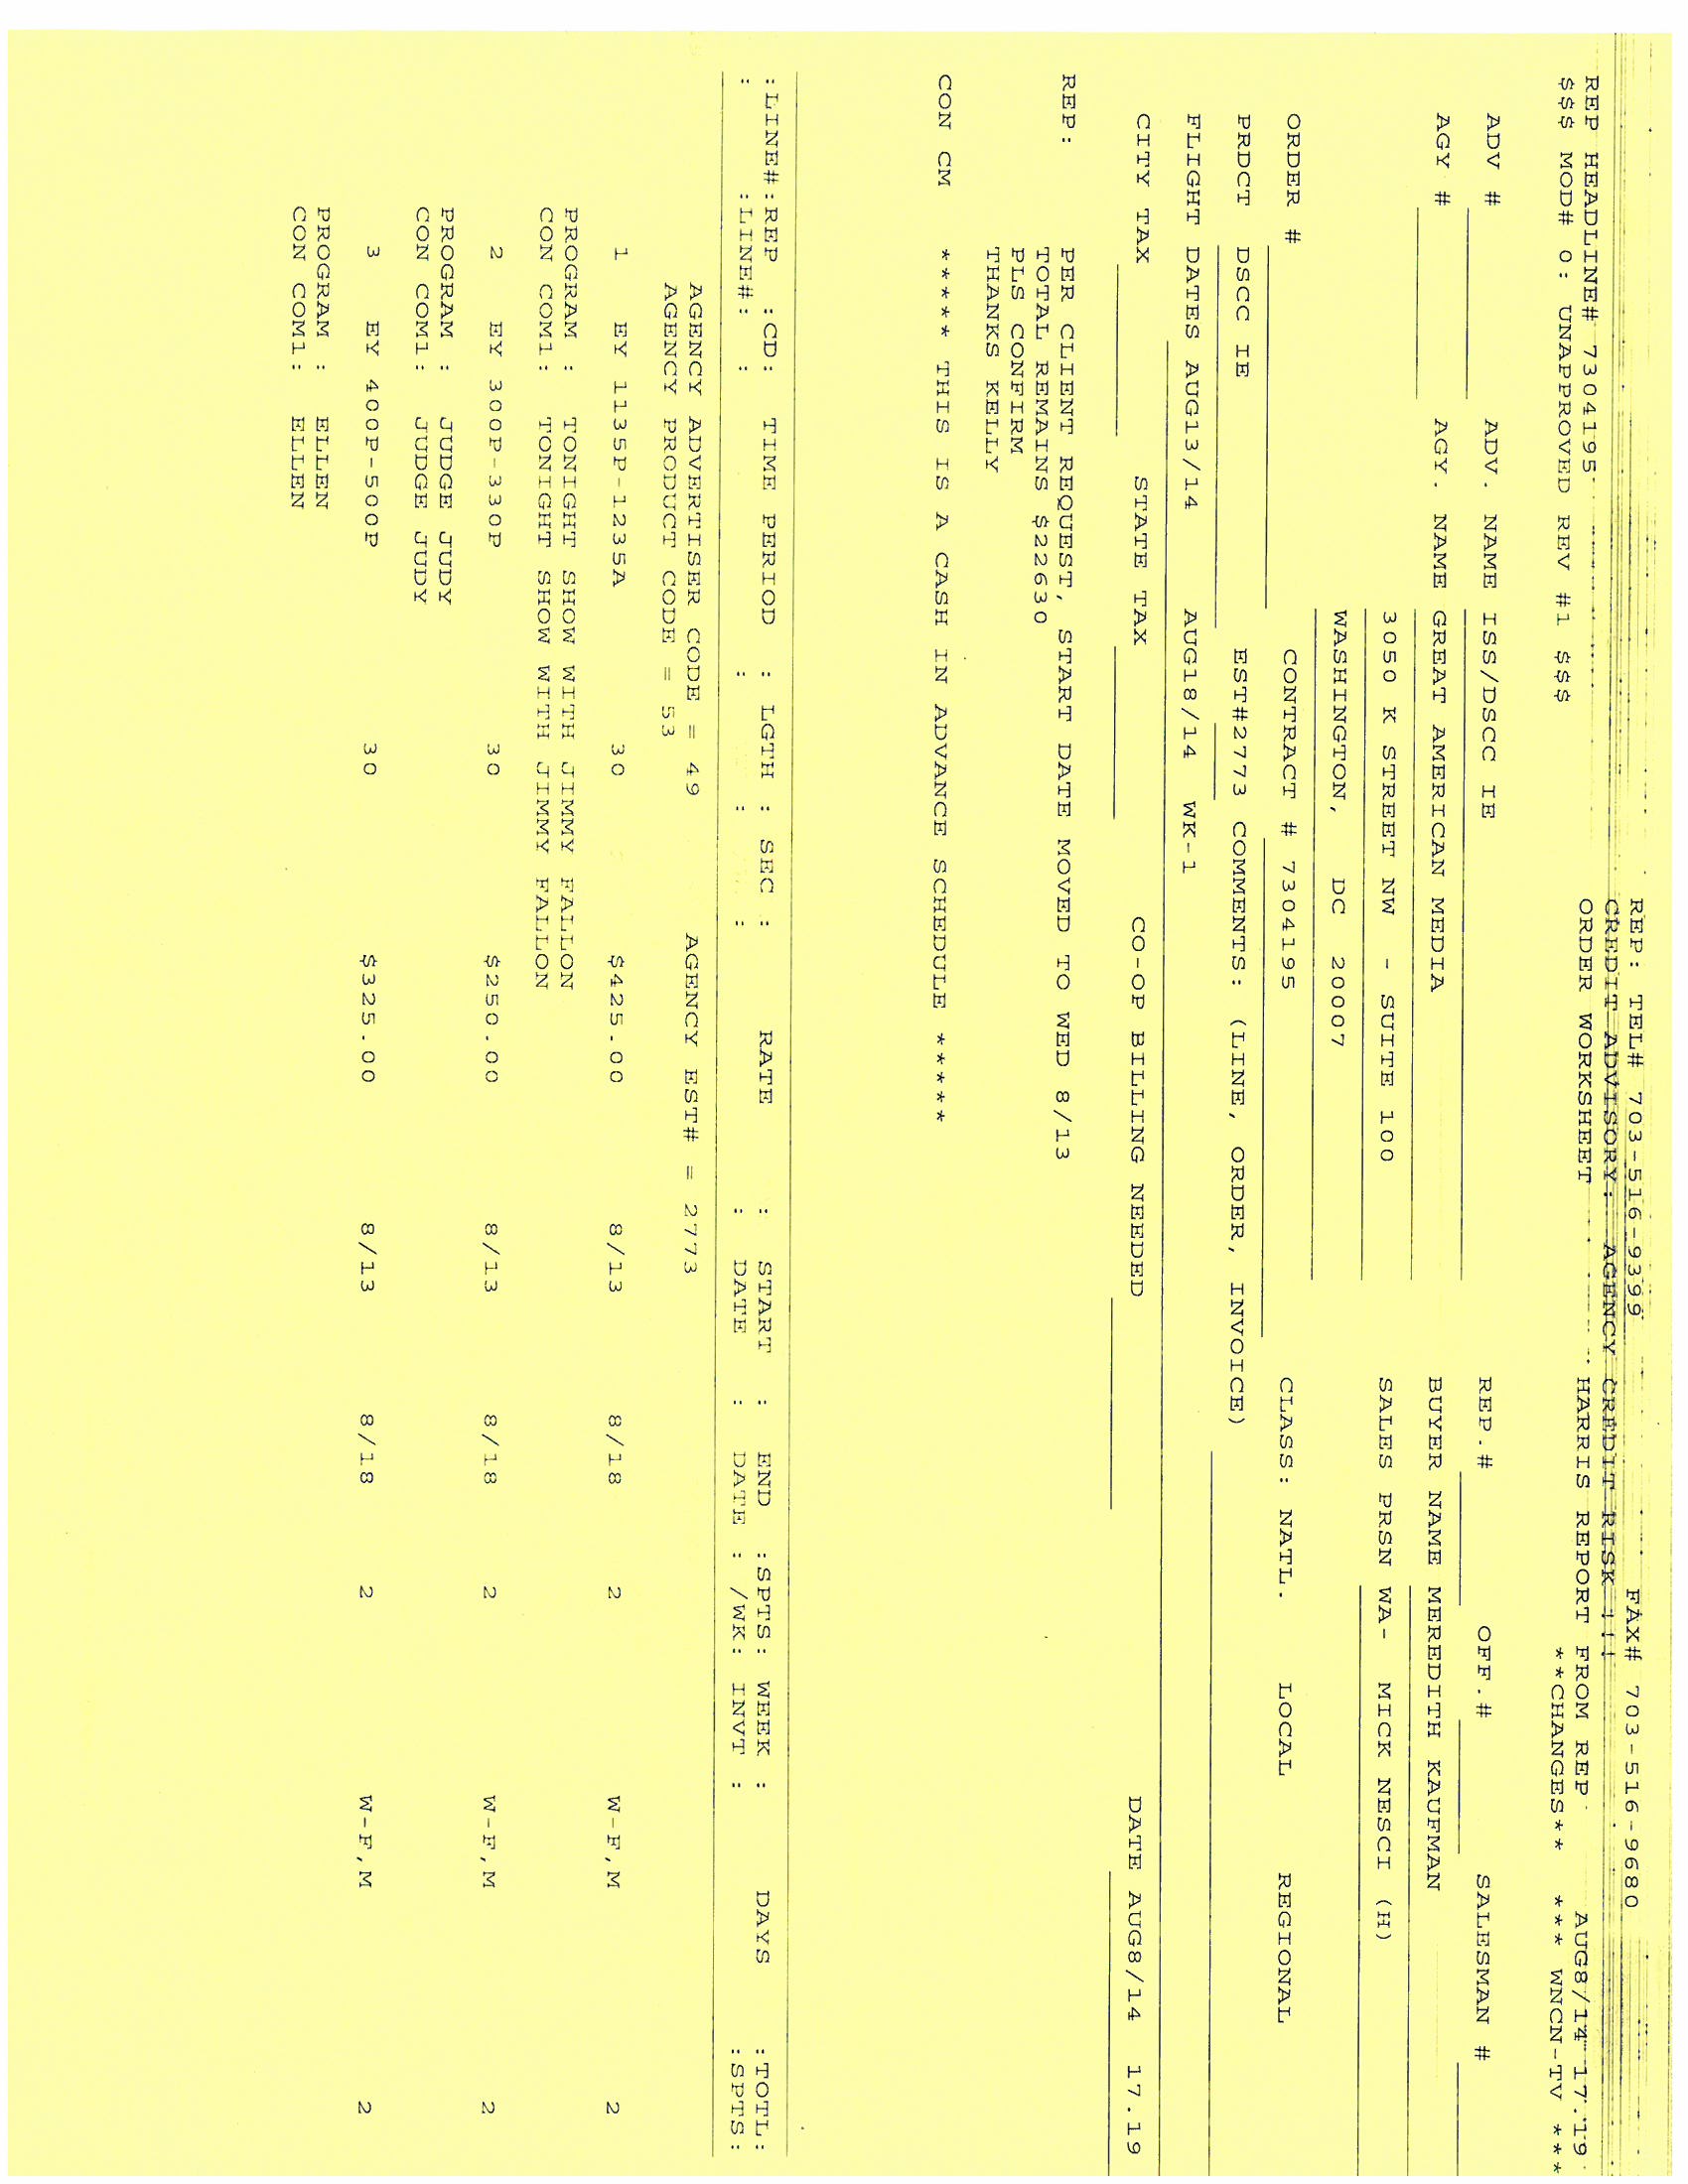 REP: TEL# 703-516-9399 FAX# 703-516-9680
CREDIT ADVISORY: AGENCY CREDIT RISK !!!
REP HEADLINE# 7304195 ORDER WORKSHEET HARRIS REPORT FROM REP AUG8/14 17.19
$$$ MOD# 0: UNAPPROVED REV #1 $$$ **CHANGES** *** WNCN-TV ***
ADV # ADV. NAME ISS/DSCC IE REP.# OFF.# SALESMAN #
AGY # AGY. NAME GREAT AMERICAN MEDIA BUYER NAME MEREDITH KAUFMAN
3050 K STREET NW - SUITE 100 SALES PRSN WA- MICK NESCI (H)
WASHINGTON, DC 20007
ORDER # CONTRACT # 7304195 CLASS: NATL. LOCAL REGIONAL
PRDCT DSCC IE EST#2773 COMMENTS: (LINE, ORDER, INVOICE)
FLIGHT DATES AUG13/14 AUG18/14 WK-1
CITY TAX STATE TAX CO-OP BILLING NEEDED DATE AUG8/14 17.19
REP: PER CLIENT REQUEST, START DATE MOVED TO WED 8/13
TOTAL REMAINS $22630
PLS CONFIRM
THANKS KELLY
CON CM ***** THIS IS A CASH IN ADVANCE SCHEDULE *****
:LINE#:REP :CD: TIME PERIOD : LGTH : SEC : RATE : START : END :SPTS: WEEK : DAYS :TOTL:
: :LINE#: : : : : : DATE : DATE : /WK: INVT : :SPTS:
AGENCY ADVERTISER CODE = 49 AGENCY EST# = 2773
AGENCY PRODUCT CODE = 53
1 EY 1135P-1235A 30 $425.00 8/13 8/18 2 W-F,M 2
PROGRAM : TONIGHT SHOW WITH JIMMY FALLON
CON COM1: TONIGHT SHOW WITH JIMMY FALLON
2 EY 300P-330P 30 $250.00 8/13 8/18 2 W-F,M 2
PROGRAM : JUDGE JUDY
CON COM1: JUDGE JUDY
3 EY 400P-500P 30 $325.00 8/13 8/18 2 W-F,M 2
PROGRAM : ELLEN
CON COM1: ELLEN